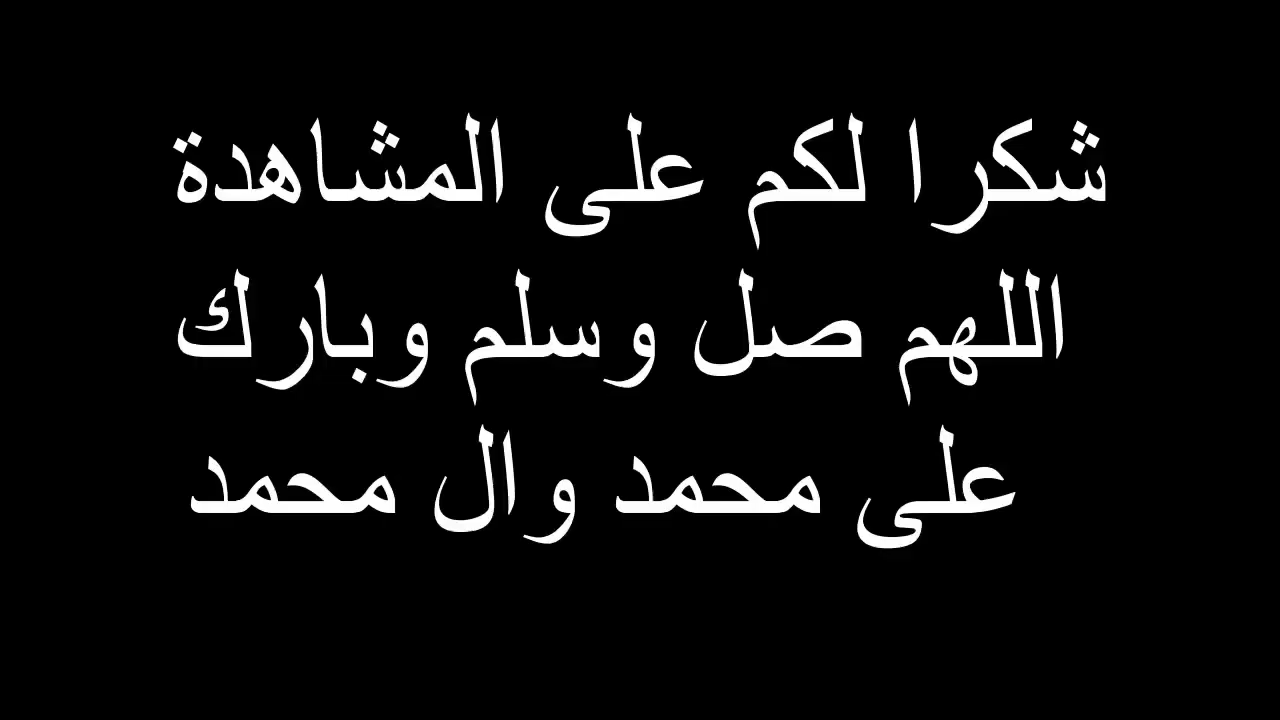 شكرا لكم على المشاهدة
اللهم صل وسلم وبارك
على محمد وال محمد